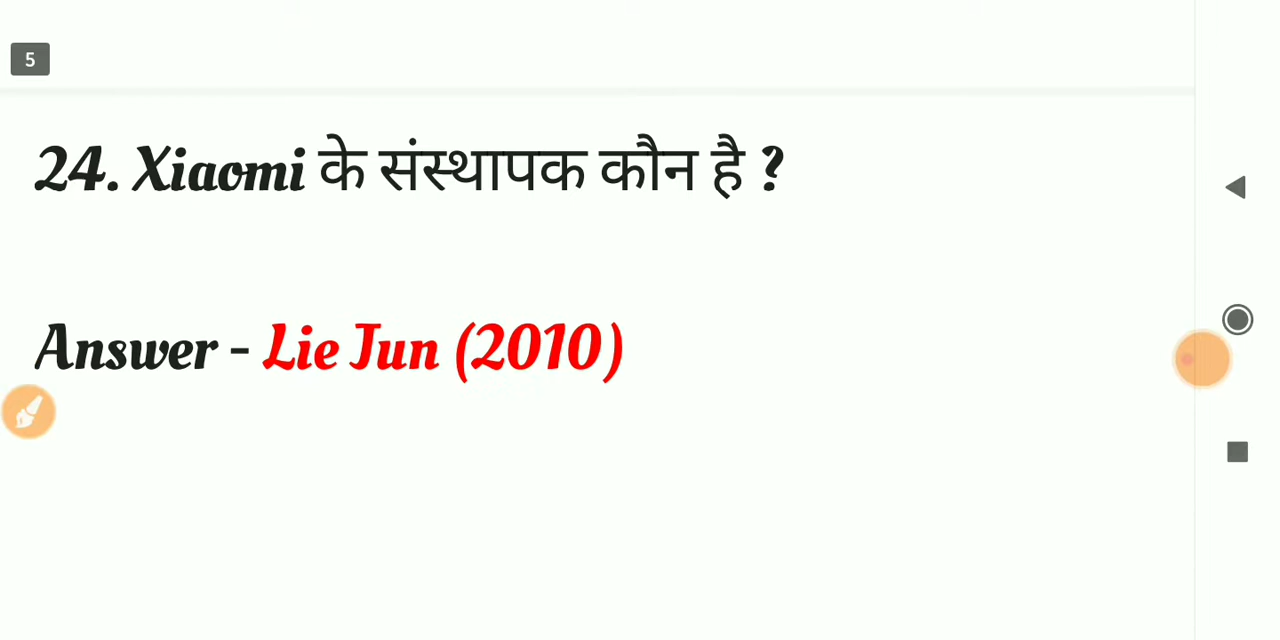 5
24. Xiaomi के संस्थापक कौन है ?
Answer - Lie Jun (2010)